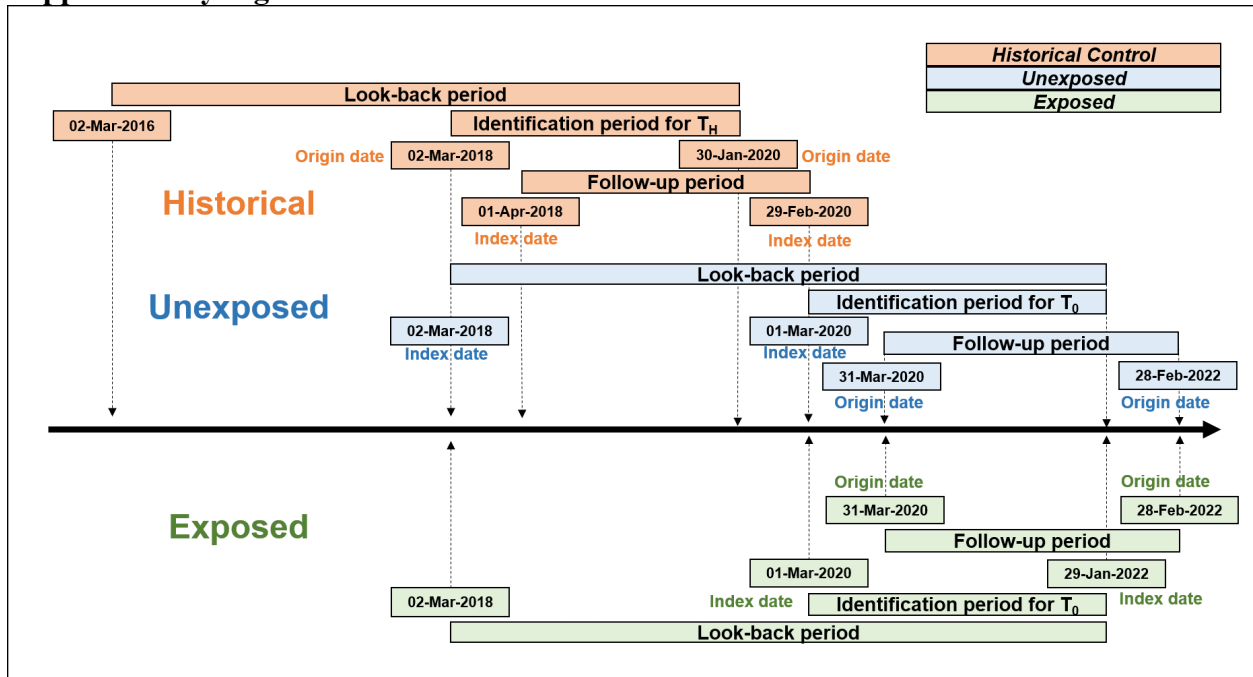 Historical Control
Unexposed
Exposed
Look-back period
02-Mar-2016
Identification period for T_H
Origin date
02-Mar-2018
30-Jan-2020
Origin date
Follow-up period
Historical
01-Apr-2018
29-Feb-2020
Index date
Index date
Look-back period
Unexposed
Identification period for T_0
02-Mar-2018
01-Mar-2020
Index date
Index date
Follow-up period
31-Mar-2020
28-Feb-2022
Origin date
Origin date
Origin date
Origin date
31-Mar-2020
28-Feb-2022
Exposed
Follow-up period
01-Mar-2020
29-Jan-2022
02-Mar-2018
Index date
Index date
Identification period for T_0
Look-back period